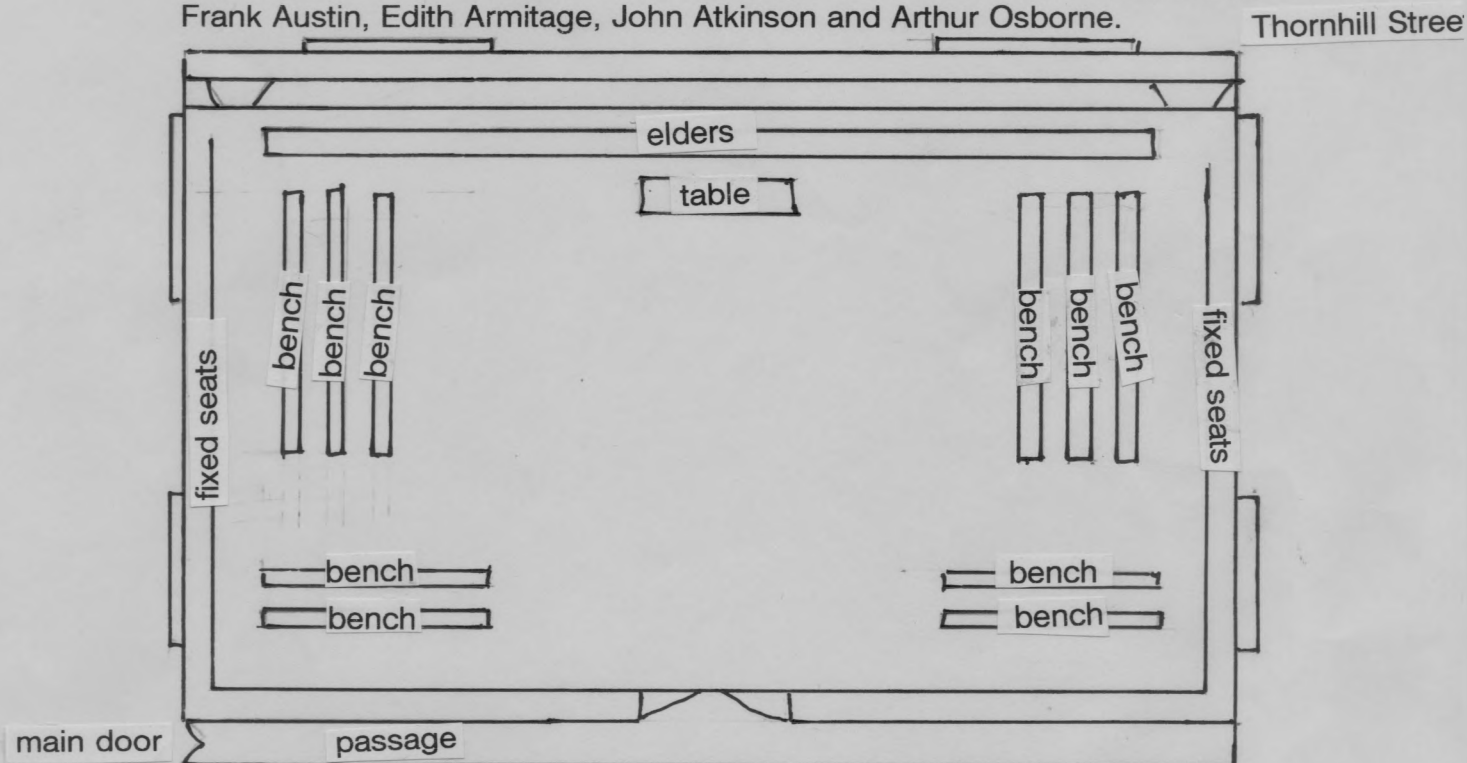 Frank Austin, Edith Armitage, John Atkinson and Arthur Osborne.
Thornhill Stree
elders
table
bench
bench
bench
bench
bench
bench
fixed seats
fixed seats
bench
bench
bench
bench
main door
passage